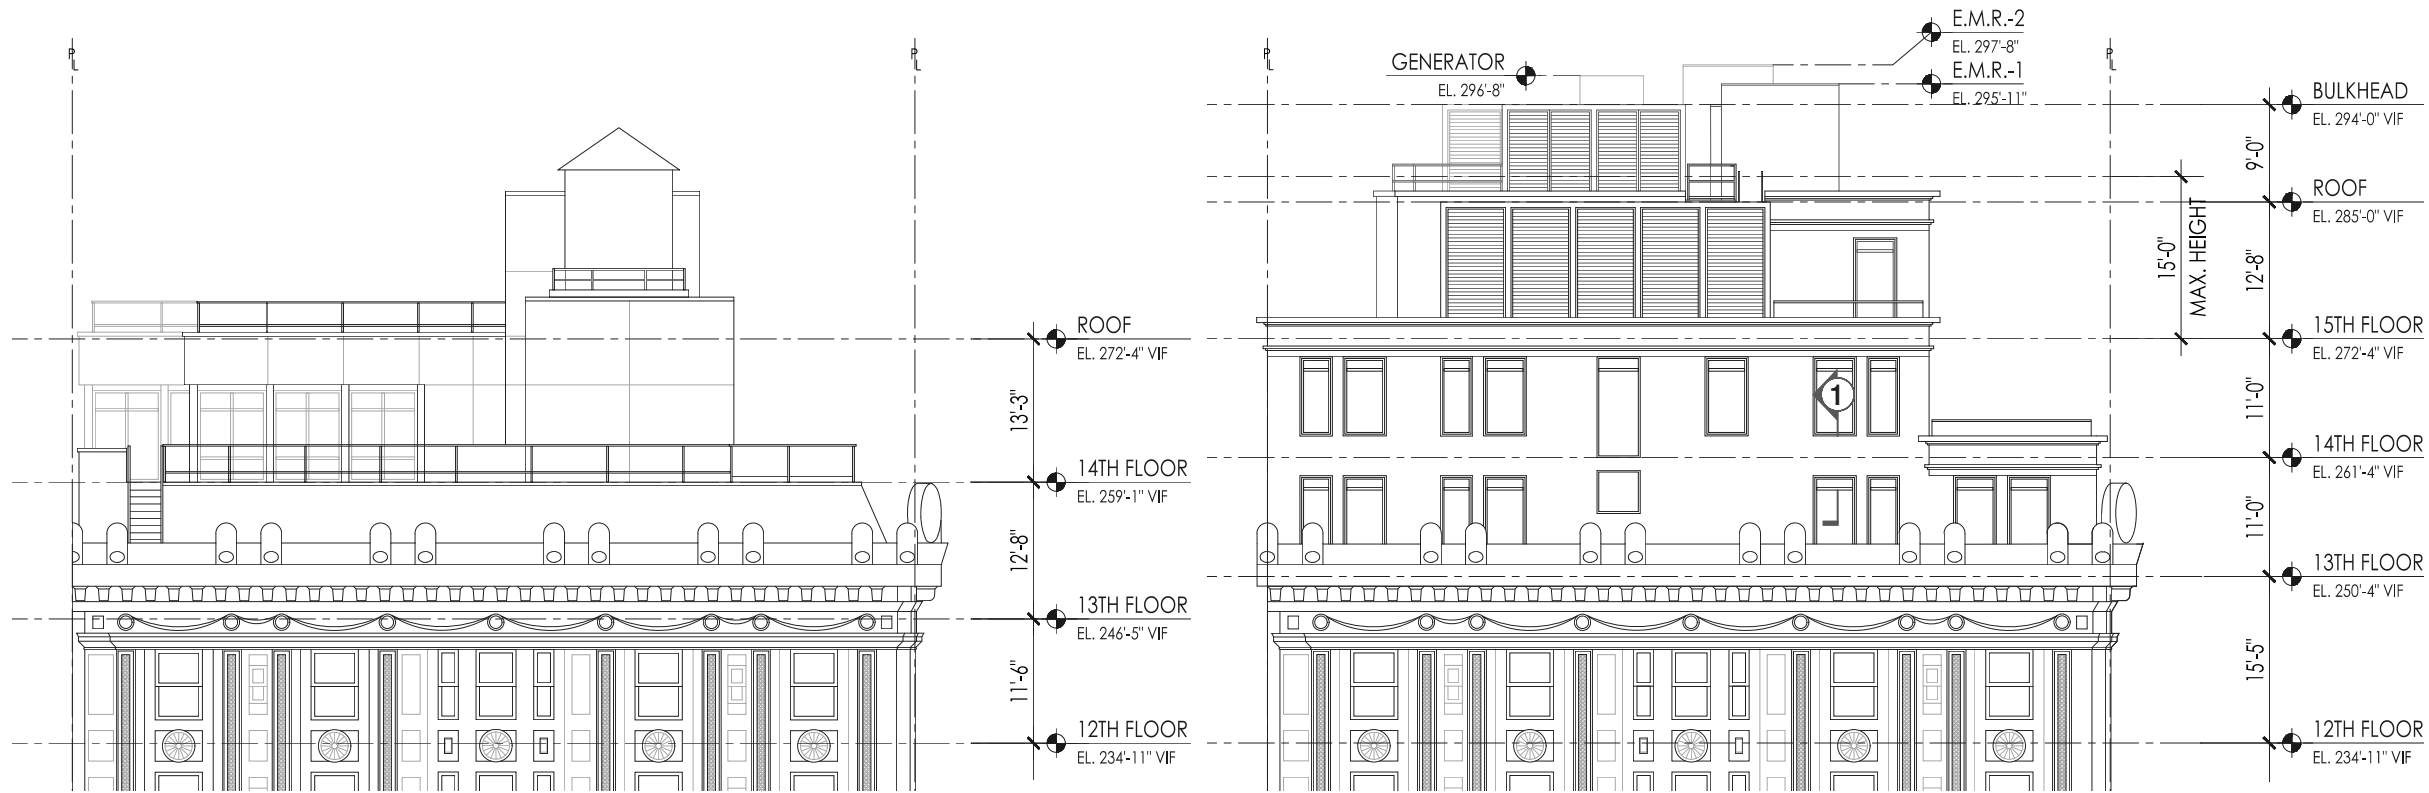 PL
PL
ROOF
EL. 272'-4" VIF
13'-3"
14TH FLOOR
EL. 259'-1" VIF
12'-8"
13TH FLOOR
EL. 246'-5" VIF
11'-6"
12TH FLOOR
EL. 234'-11" VIF
PL
PL
GENERATOR
EL. 296'-8"
E.M.R.-2
EL. 297'-8"
E.M.R.-1
EL. 295'-11"
BULKHEAD
EL. 294'-0" VIF
9'-0"
ROOF
EL. 285'-0" VIF
15'-0"
MAX. HEIGHT
12'-8"
15TH FLOOR
EL. 272'-4" VIF
1
11'-0"
14TH FLOOR
EL. 261'-4" VIF
11'-0"
13TH FLOOR
EL. 250'-4" VIF
15'-5"
12TH FLOOR
EL. 234'-11" VIF